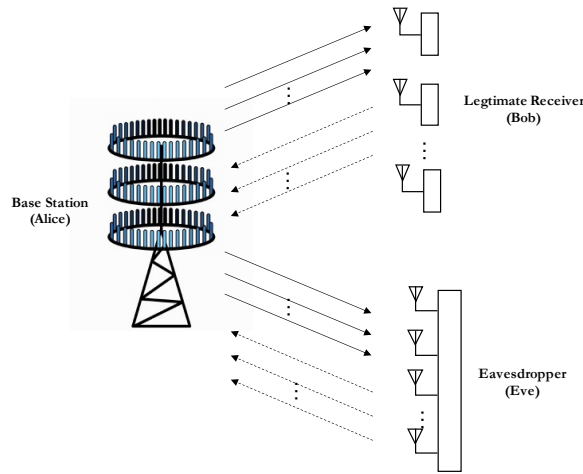 Legtimate Receiver
(Bob)
Base Station
(Alice)
Eavesdropper
(Eve)